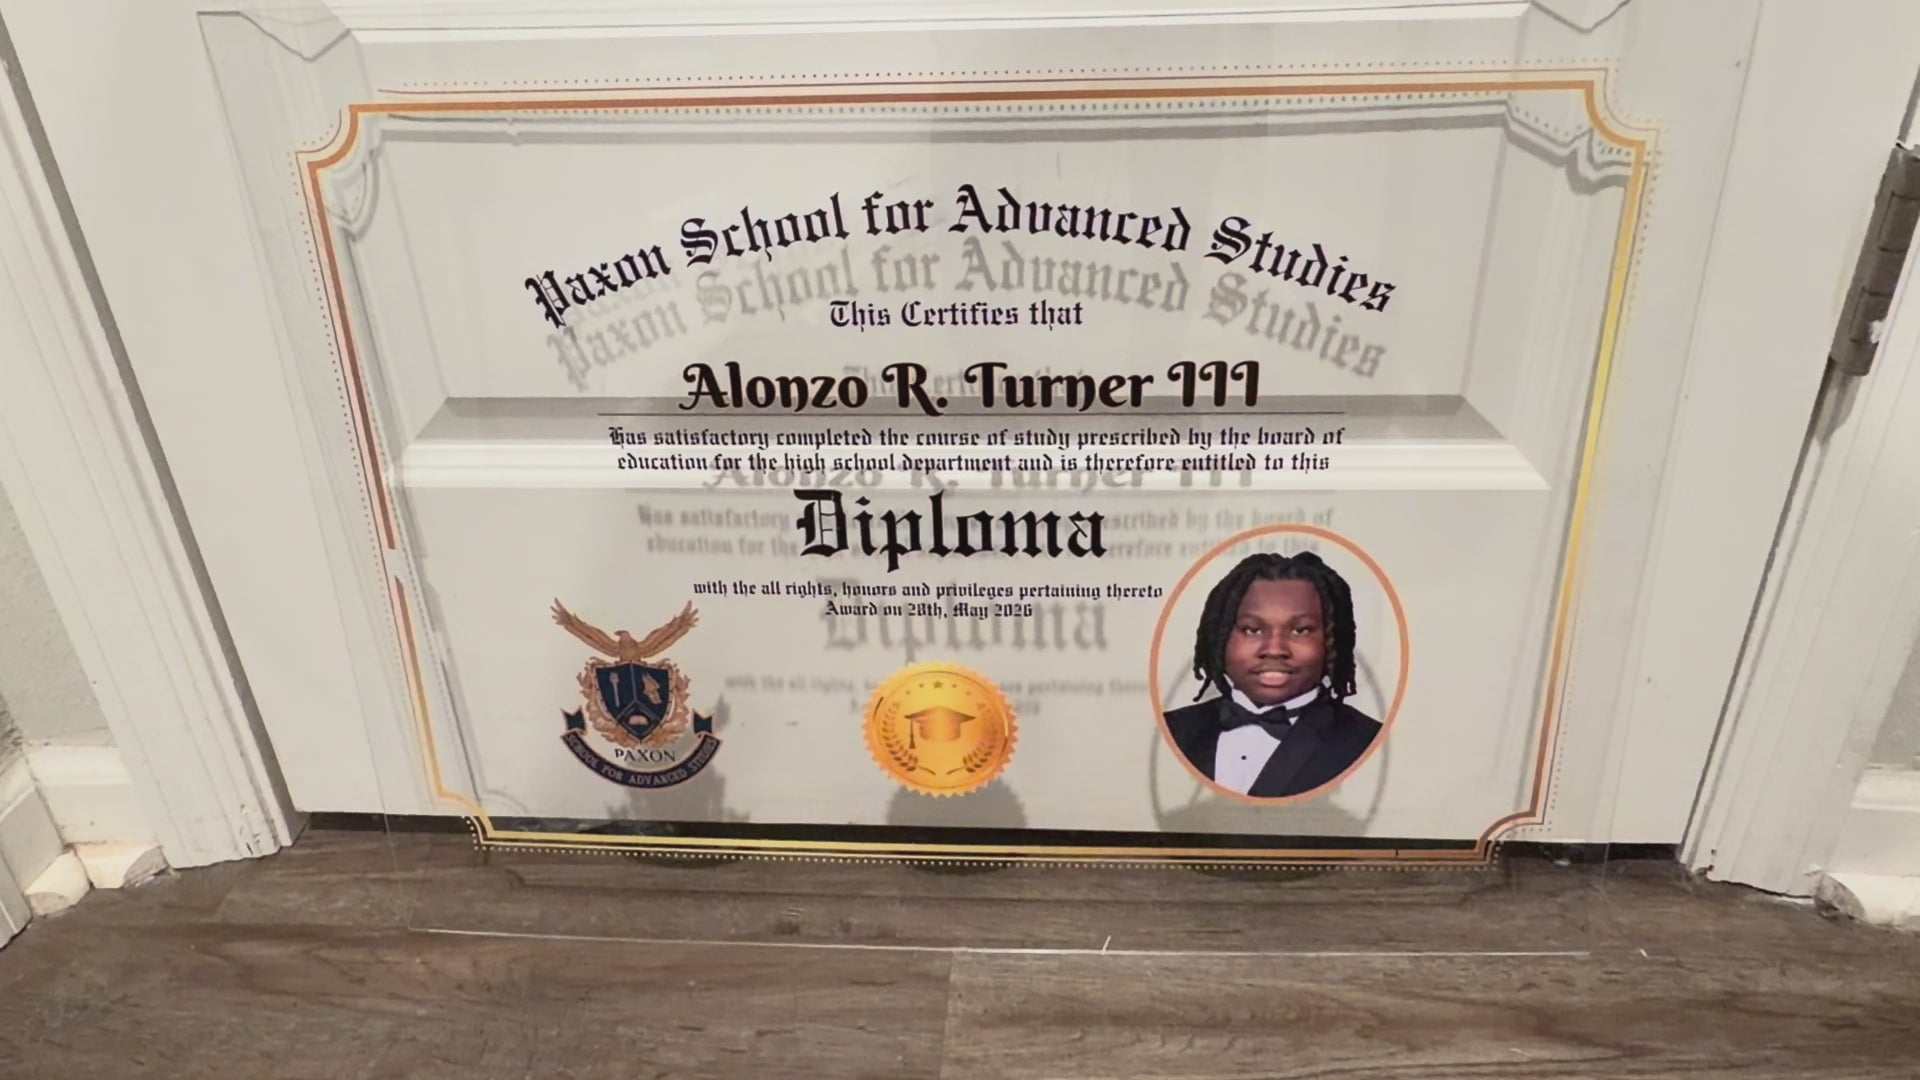 Paxon School for Advanced Studies
This Certifies that
Alonzo R. Turner III
Has satisfactory completed the course of study prescribed by the board of
education for the high school department and is therefore entitled to this
Diploma
with the all rights, honors and privileges pertaining thereto
Award on 28th, May 2026
PAXON
SCHOOL FOR ADVANCED STUDIES